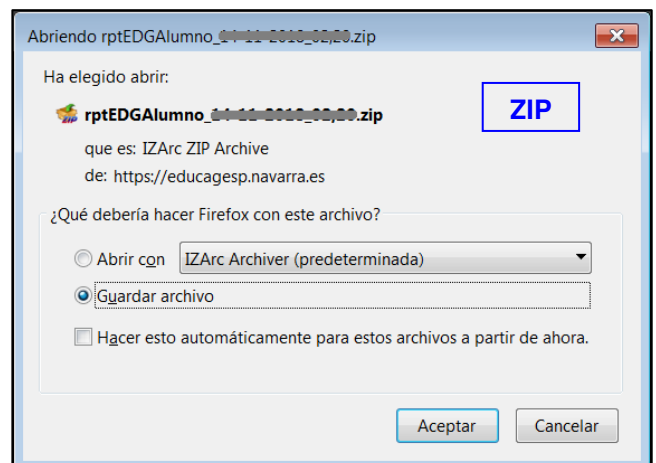 Abriendo rptEDGAlumno_.zip
Ha elegido abrir:
rptEDGAlumno_.zip
ZIP
que es: IZArc ZIP Archive
de: https://educagesp.navarra.es
¿Qué debería hacer Firefox con este archivo?
Abrir con IZArc Archiver (predeterminada)
Guardar archivo
Hacer esto automáticamente para estos archivos a partir de ahora.
Aceptar Cancelar